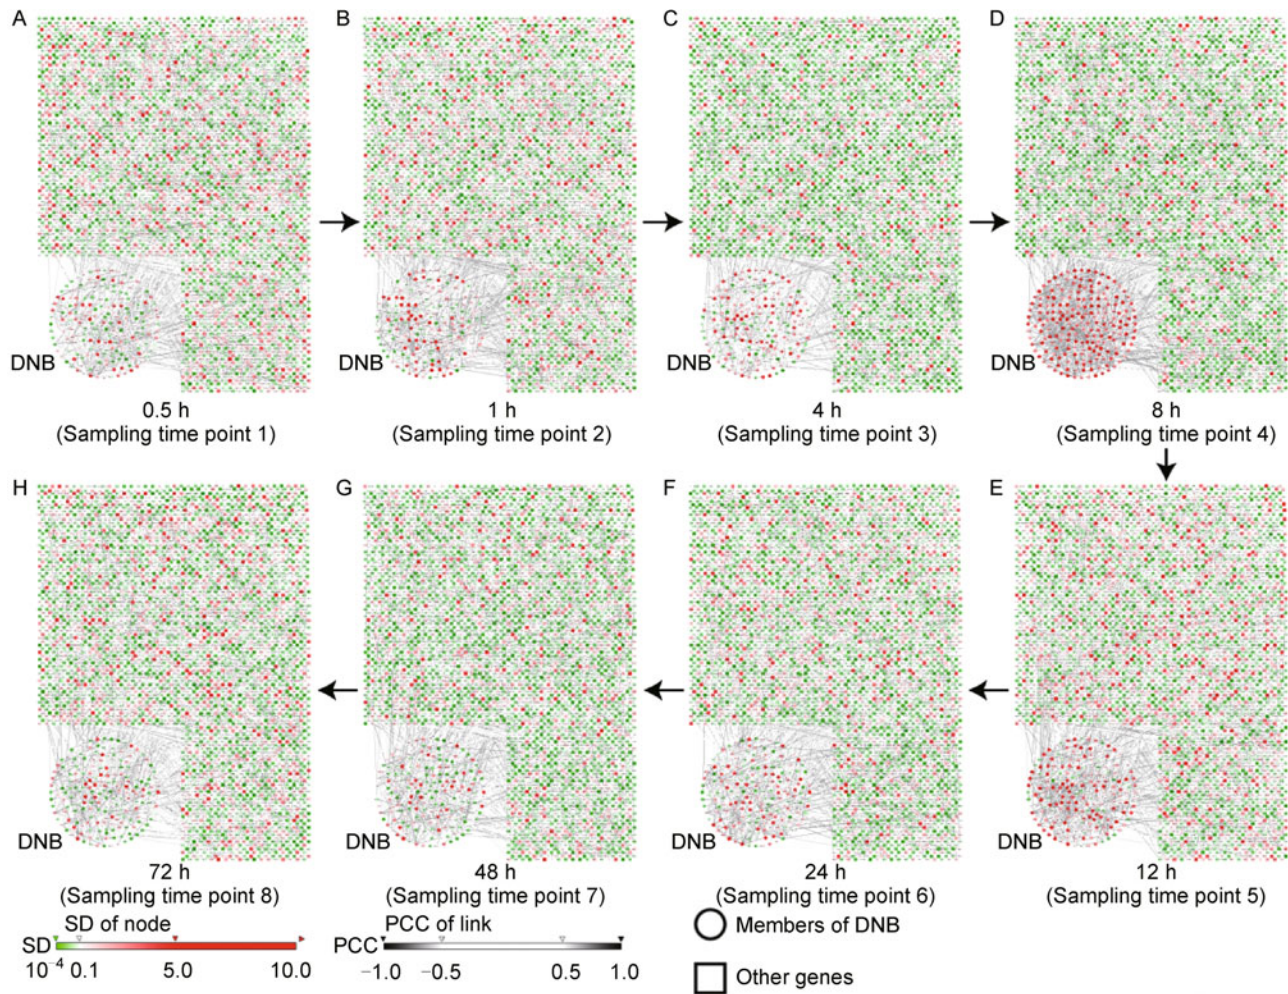 A
B
C
D
DNB
DNB
DNB
DNB
0.5 h
(Sampling time point 1)
1 h
(Sampling time point 2)
4 h
(Sampling time point 3)
8 h
(Sampling time point 4)
H
G
F
E
DNB
DNB
DNB
DNB
72 h
(Sampling time point 8)
48 h
(Sampling time point 7)
24 h
(Sampling time point 6)
12 h
(Sampling time point 5)
SD of node
SD
10⁻⁴ 0.1 5.0 10.0
PCC of link
PCC
−1.0 −0.5 0.5 1.0
Members of DNB
Other genes